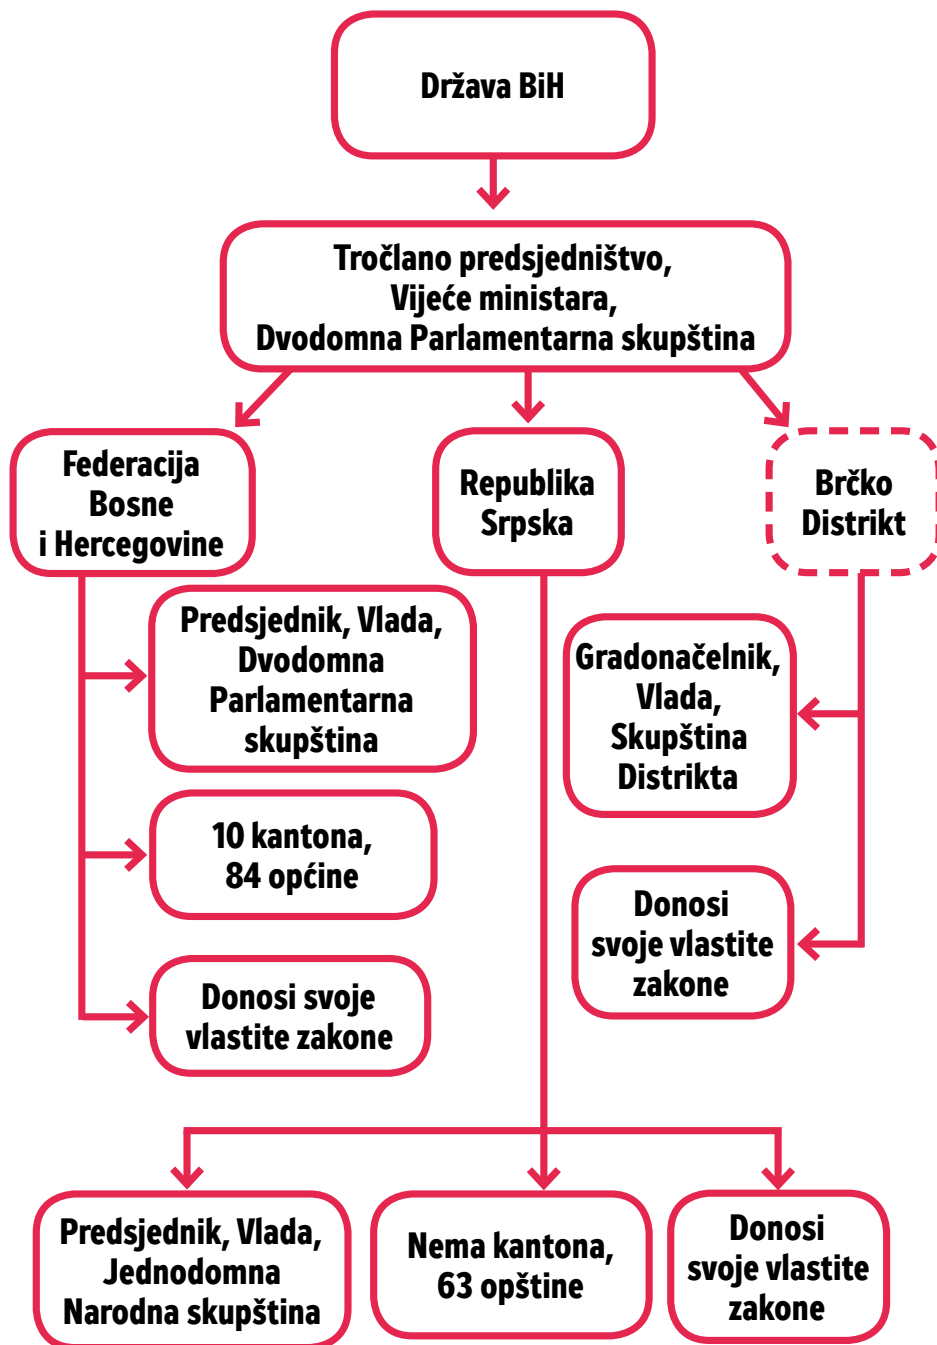 Država BiH
Tročlano predsjedništvo,
Vijeće ministara,
Dvodomna Parlamentarna skupština
Federacija
Bosne
i Hercegovine
Republika
Srpska
Brčko
Distrikt
Predsjednik, Vlada,
Dvodomna
Parlamentarna
skupština
Gradonačelnik,
Vlada,
Skupština
Distrikta
10 kantona,
84 općine
Donosi
svoje vlastite
zakone
Donosi svoje
vlastite zakone
Predsjednik, Vlada,
Jednodomna
Narodna skupština
Nema kantona,
63 opštine
Donosi
svoje vlastite
zakone